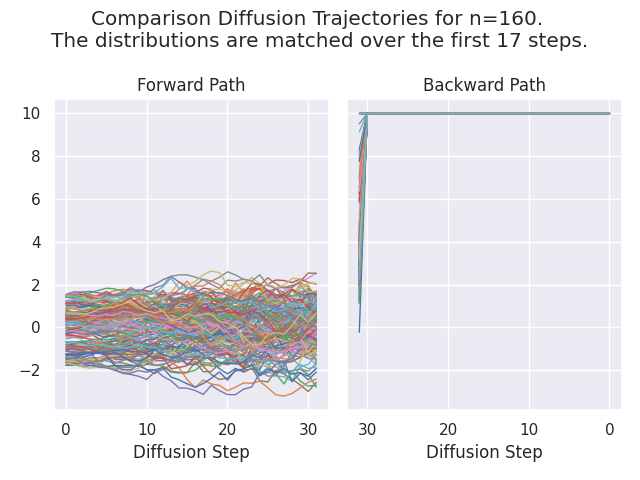 Comparison Diffusion Trajectories for n=160.
The distributions are matched over the first 17 steps.
Forward Path
Backward Path
10
8
6
4
2
0
−2
0
10
20
30
30
20
10
0
Diffusion Step
Diffusion Step